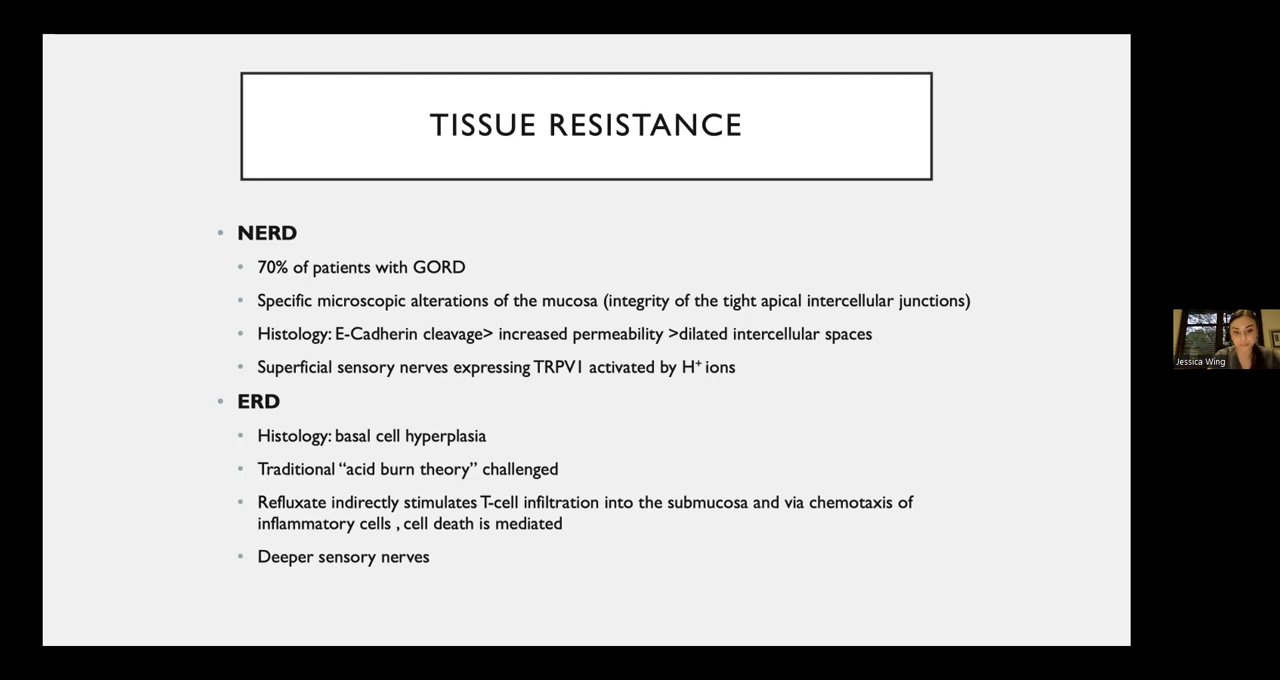 TISSUE RESISTANCE
• NERD
• 70% of patients with GORD
• Specific microscopic alterations of the mucosa (integrity of the tight apical intercellular junctions)
• Histology: E-Cadherin cleavage> increased permeability >dilated intercellular spaces
• Superficial sensory nerves expressing TRPV1 activated by H⁺ ions
• ERD
• Histology: basal cell hyperplasia
• Traditional “acid burn theory” challenged
• Refluxate indirectly stimulates T-cell infiltration into the submucosa and via chemotaxis of
inflammatory cells , cell death is mediated
• Deeper sensory nerves
Jessica Wing